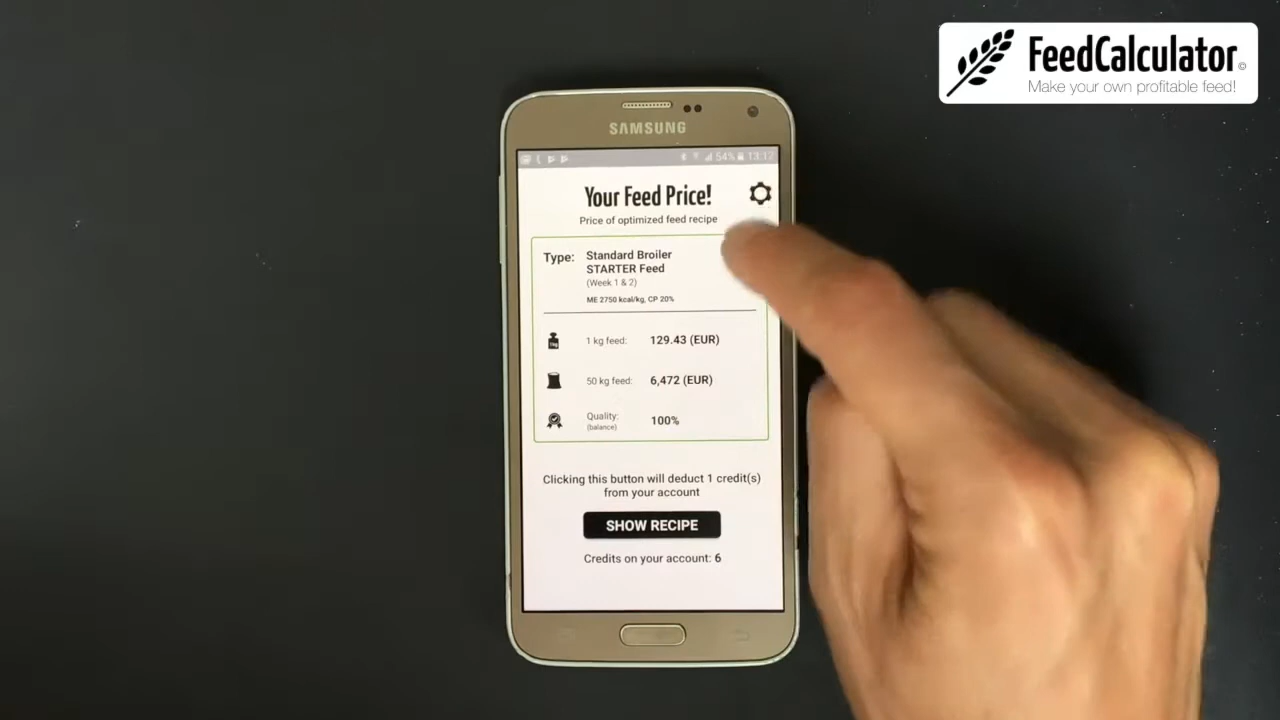 FeedCalculator©
Make your own profitable feed!
SAMSUNG
54% 13:12
Your Feed Price!
Price of optimized feed recipe
Type: Standard Broiler
STARTER Feed
(Week 1 & 2)
ME 2750 kcal/kg, CP 20%
1 kg feed: 129.43 (EUR)
50 kg feed: 6,472 (EUR)
Quality: 100%
(balance)
Clicking this button will deduct 1 credit(s)
from your account
SHOW RECIPE
Credits on your account: 6